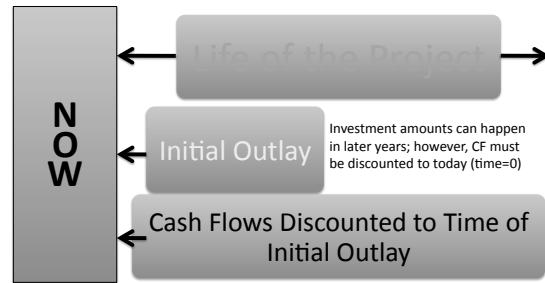 NOW
Life of the Project
Initial Outlay
Investment amounts can happen
in later years; however, CF must
be discounted to today (time=0)
Cash Flows Discounted to Time of
Initial Outlay